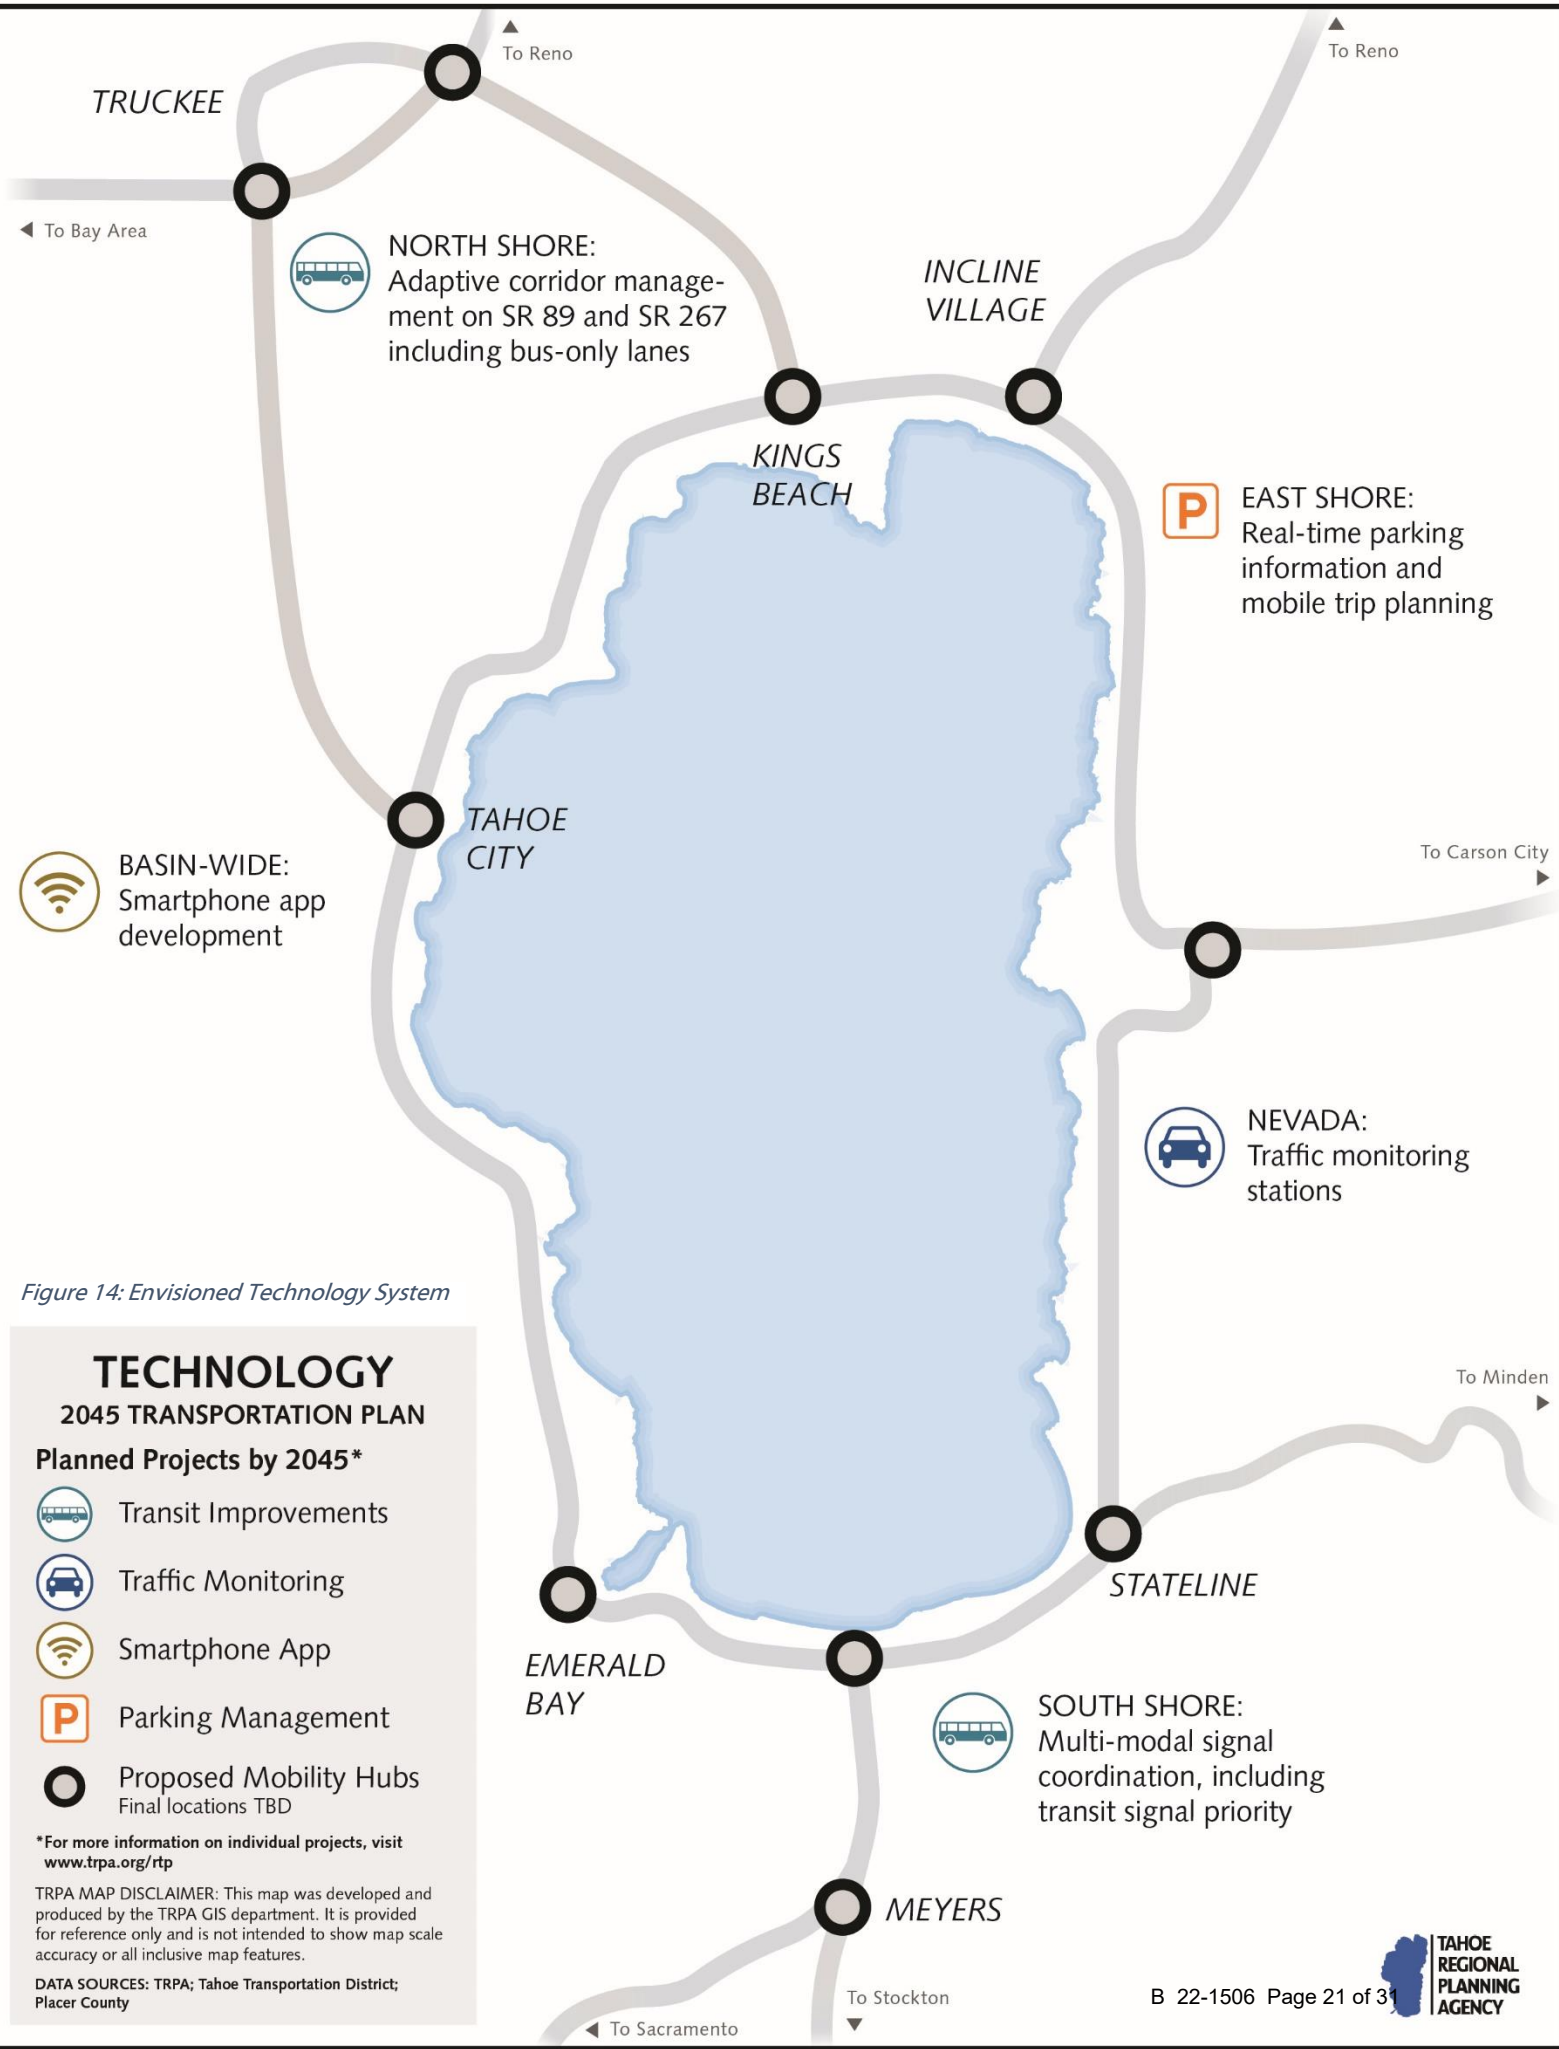 To Reno
To Reno
TRUCKEE
To Bay Area
NORTH SHORE:
Adaptive corridor manage-
ment on SR 89 and SR 267
including bus-only lanes
INCLINE
VILLAGE
KINGS
BEACH
P
EAST SHORE:
Real-time parking
information and
mobile trip planning
TAHOE
CITY
BASIN-WIDE:
Smartphone app
development
To Carson City
NEVADA:
Traffic monitoring
stations
Figure 14: Envisioned Technology System
To Minden
STATELINE
EMERALD
BAY
SOUTH SHORE:
Multi-modal signal
coordination, including
transit signal priority
MEYERS
To Stockton
To Sacramento
TECHNOLOGY
2045 TRANSPORTATION PLAN
Planned Projects by 2045*
Transit Improvements
Traffic Monitoring
Smartphone App
P Parking Management
Proposed Mobility Hubs
Final locations TBD
*For more information on individual projects, visit
www.trpa.org/rtp
TRPA MAP DISCLAIMER: This map was developed and
produced by the TRPA GIS department. It is provided
for reference only and is not intended to show map scale
accuracy or all inclusive map features.
DATA SOURCES: TRPA; Tahoe Transportation District;
Placer County
B 22-1506 Page 21 of 31
TAHOE
REGIONAL
PLANNING
AGENCY